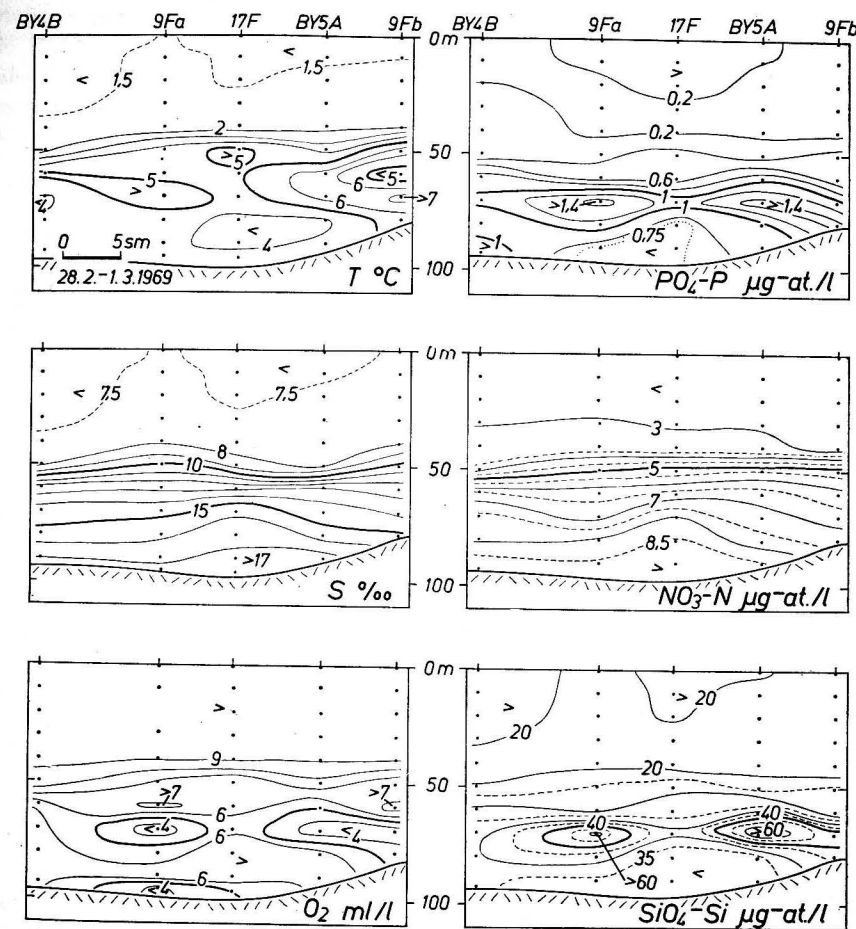 BY4B 9Fa 17F BY5A 9Fb
BY4B 9Fa 17F BY5A 9Fb
0m
< 1,5 < 1,5
2
>5
50
5 > 6 <5
<4 6 >7
< 4
0 5sm
28.2.-1.3.1969
T °C
100
> 0,2
0,2
0,6
1
>1,4 1 >1,4
0,75
>1 <
PO₄-P µg-at./l
0m
< 7,5 < 7,5
8
10
50
15
>17
S ‰
100
<
3
5
7
8,5
>
NO₃-N µg-at./l
0m
>
9
>7 >7
50
6 6
<4 6 <4
>
6
<4
O₂ ml/l
100
20 > >20
20
40 40
>60
35
>60 <
SiO₄-Si µg-at./l